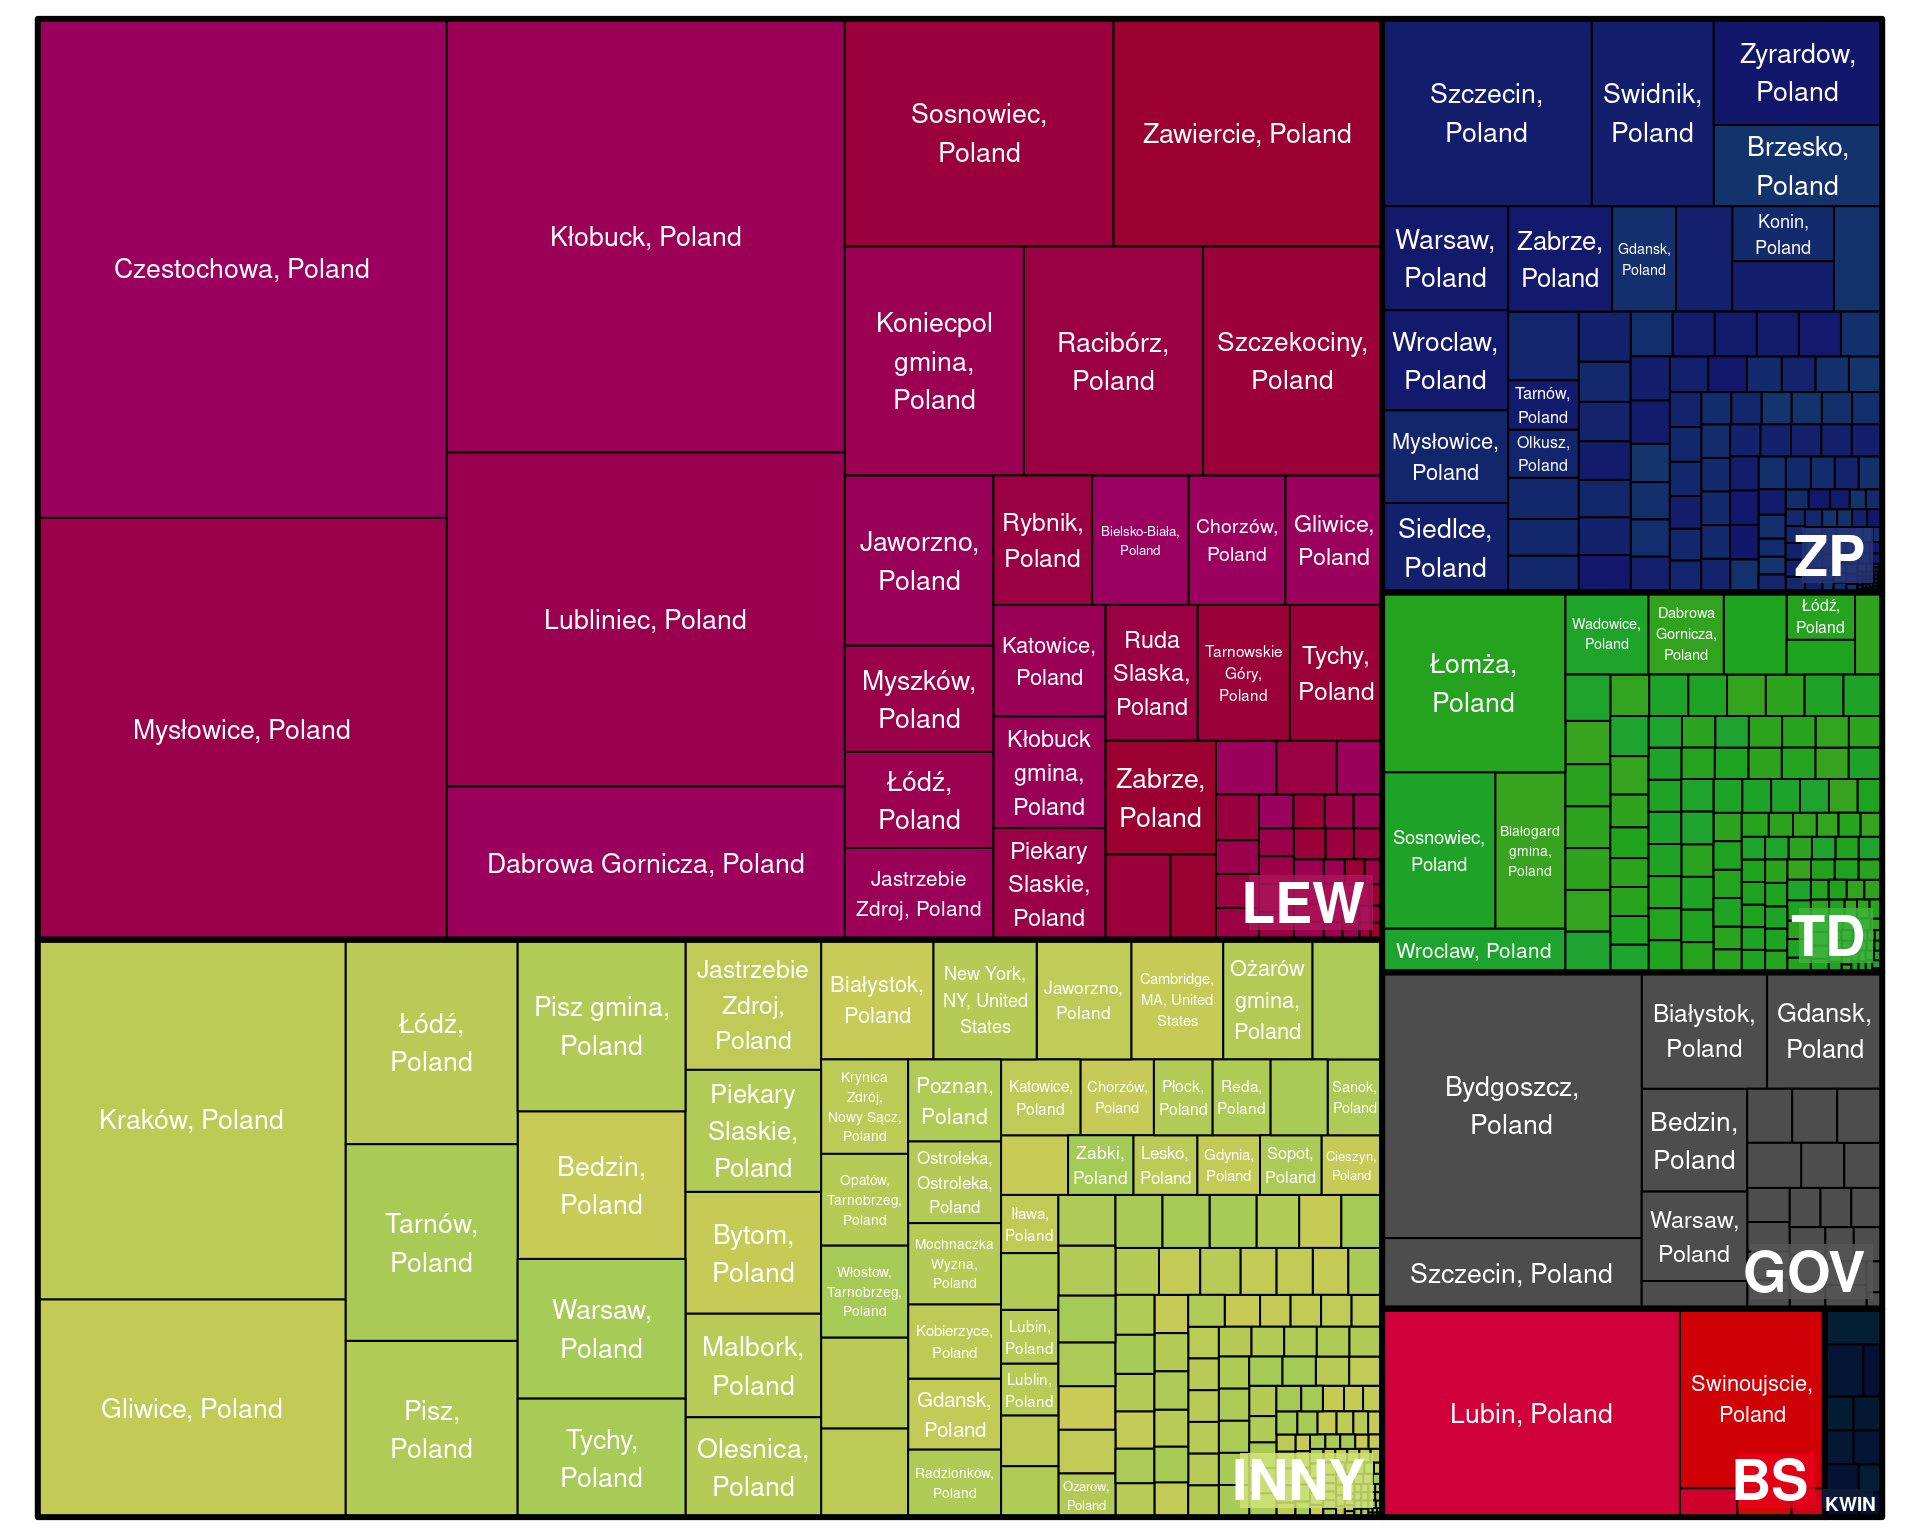 Czestochowa, Poland
Mysłowice, Poland
Kłobuck, Poland
Lubliniec, Poland
Dabrowa Gornicza, Poland
Sosnowiec,
Poland
Zawiercie, Poland
Koniecpol
gmina,
Poland
Racibórz,
Poland
Szczekociny,
Poland
Jaworzno,
Poland
Myszków,
Poland
Łódź,
Poland
Jastrzebie
Zdroj, Poland
Rybnik,
Poland
Bielsko-Biała,
Poland
Chorzów,
Poland
Gliwice,
Poland
Katowice,
Poland
Kłobuck
gmina,
Poland
Piekary
Slaskie,
Poland
Ruda
Slaska,
Poland
Tarnowskie
Góry,
Poland
Tychy,
Poland
Zabrze,
Poland
LEW
Szczecin,
Poland
Swidnik,
Poland
Zyrardow,
Poland
Brzesko,
Poland
Warsaw,
Poland
Zabrze,
Poland
Gdansk,
Poland
Konin,
Poland
Wroclaw,
Poland
Tarnów,
Poland
Olkusz,
Poland
Mysłowice,
Poland
Siedlce,
Poland
ZP
Łomża,
Poland
Wadowice,
Poland
Dabrowa
Gornicza,
Poland
Łódź,
Poland
Sosnowiec,
Poland
Białogard
gmina,
Poland
Wroclaw, Poland
TD
Kraków, Poland
Gliwice, Poland
Łódź,
Poland
Tarnów,
Poland
Pisz,
Poland
Pisz gmina,
Poland
Bedzin,
Poland
Warsaw,
Poland
Tychy,
Poland
Jastrzebie
Zdroj,
Poland
Piekary
Slaskie,
Poland
Bytom,
Poland
Malbork,
Poland
Olesnica,
Poland
Białystok,
Poland
New York,
NY, United
States
Jaworzno,
Poland
Cambridge,
MA, United
States
Ożarów
gmina,
Poland
Krynica
Zdrój,
Nowy Sącz,
Poland
Opatów,
Tarnobrzeg,
Poland
Włostow,
Tarnobrzeg,
Poland
Poznan,
Poland
Ostrołeka,
Ostroleka,
Poland
Mochnaczka
Wyzna,
Poland
Kobierzyce,
Poland
Gdansk,
Poland
Radzionków,
Poland
Katowice,
Poland
Chorzów,
Poland
Płock,
Poland
Reda,
Poland
Sanok,
Poland
Zabki,
Poland
Lesko,
Poland
Gdynia,
Poland
Sopot,
Poland
Cieszyn,
Poland
Iława,
Poland
Lubin,
Poland
Lublin,
Poland
Ozarow,
Poland
INNY
Bydgoszcz,
Poland
Szczecin, Poland
Białystok,
Poland
Gdansk,
Poland
Bedzin,
Poland
Warsaw,
Poland
GOV
Lubin, Poland
Swinoujscie,
Poland
BS
KWIN